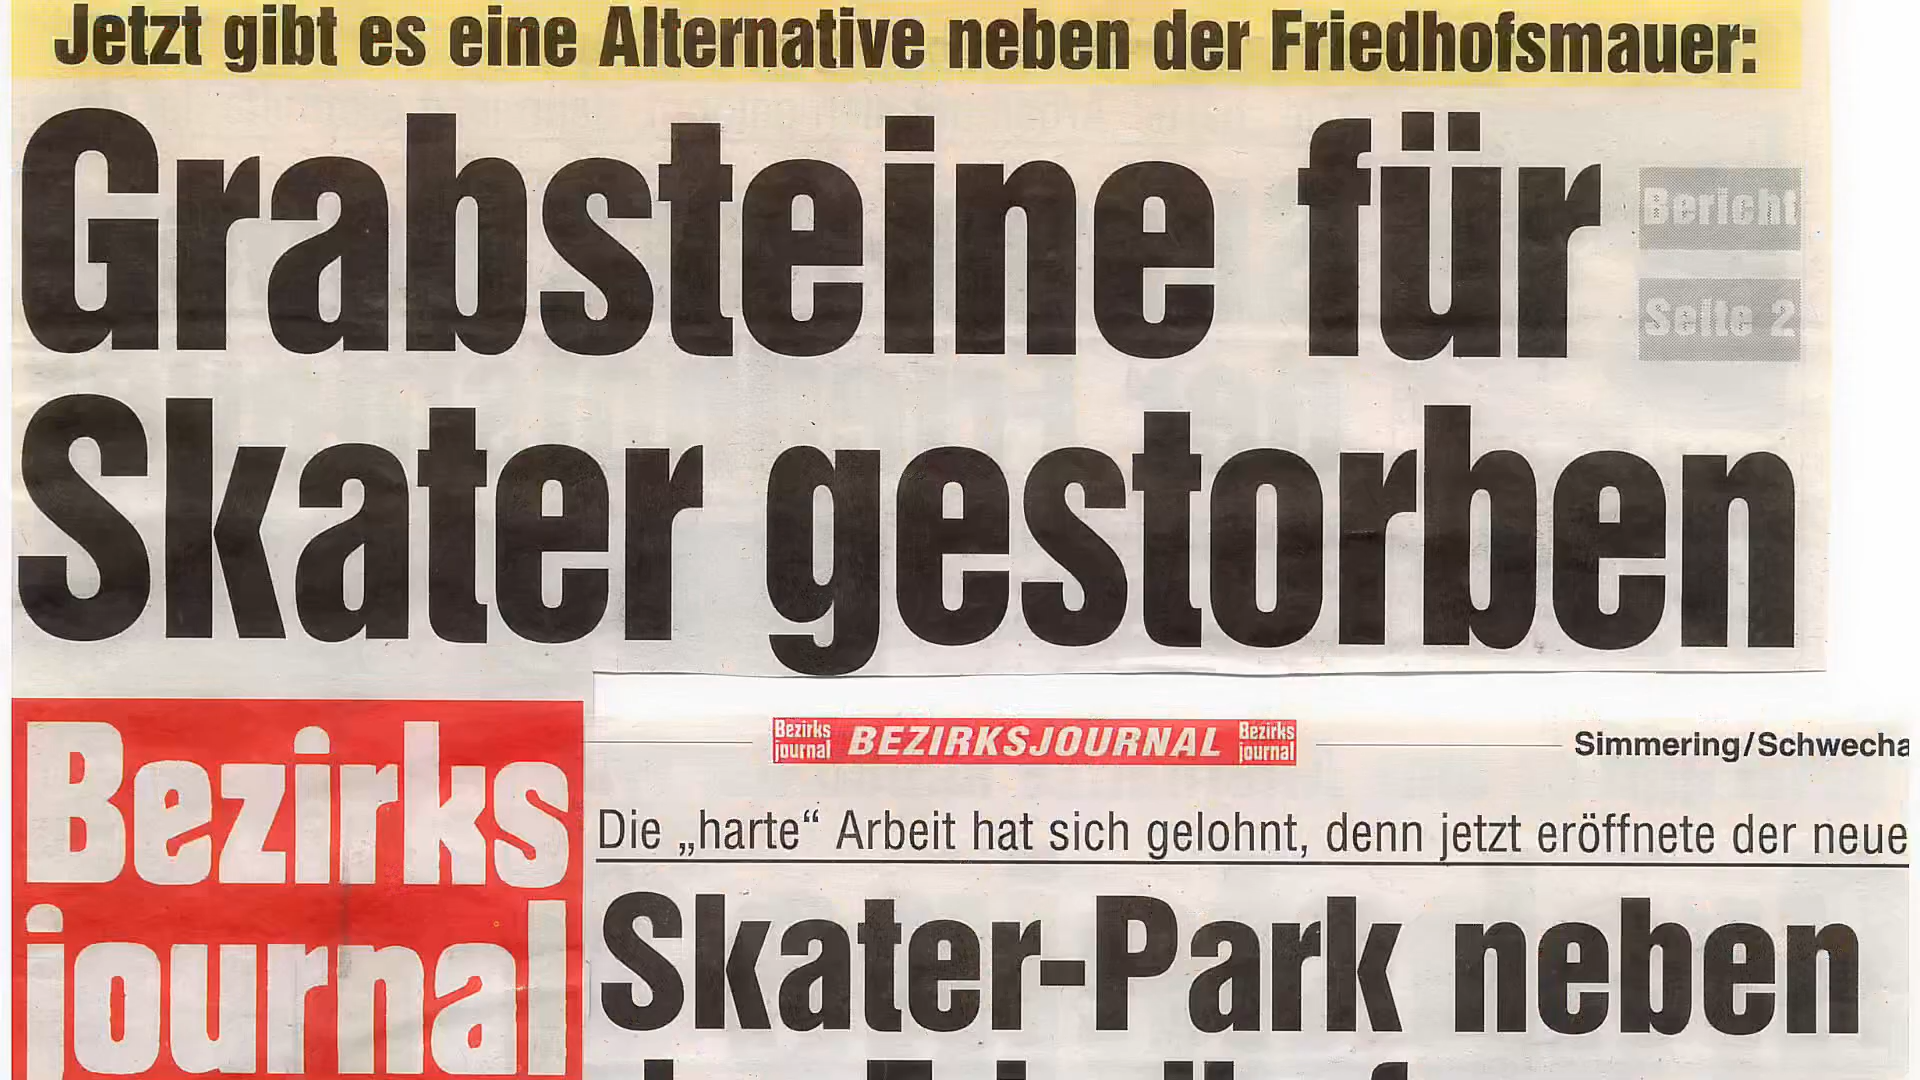 Jetzt gibt es eine Alternative neben der Friedhofsmauer:
Grabsteine für
Bericht
Seite 2
Skater gestorben
Bezirks
journal
Bezirks
journal
BEZIRKSJOURNAL
Bezirks
journal
Simmering/Schwecha
Die „harte“ Arbeit hat sich gelohnt, denn jetzt eröffnete der neue
Skater-Park neben